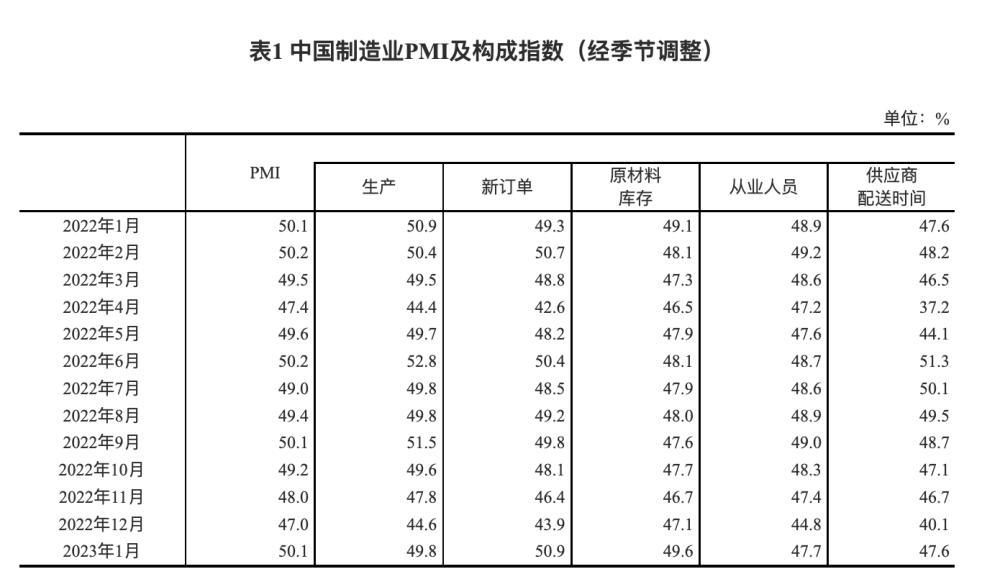 表1 中国制造业PMI及构成指数（经季节调整）
单位：%
PMI
生产 新订单 原材料库存 从业人员 供应商配送时间
2022年1月 50.1 50.9 49.3 49.1 48.9 47.6
2022年2月 50.2 50.4 50.7 48.1 49.2 48.2
2022年3月 49.5 49.5 48.8 47.3 48.6 46.5
2022年4月 47.4 44.4 42.6 46.5 47.2 37.2
2022年5月 49.6 49.7 48.2 47.9 47.6 44.1
2022年6月 50.2 52.8 50.4 48.1 48.7 51.3
2022年7月 49.0 49.8 48.5 47.9 48.6 50.1
2022年8月 49.4 49.8 49.2 48.0 48.9 49.5
2022年9月 50.1 51.5 49.8 47.6 49.0 48.7
2022年10月 49.2 49.6 48.1 47.7 48.3 47.1
2022年11月 48.0 47.8 46.4 46.7 47.4 46.7
2022年12月 47.0 44.6 43.9 47.1 44.8 40.1
2023年1月 50.1 49.8 50.9 49.6 47.7 47.6